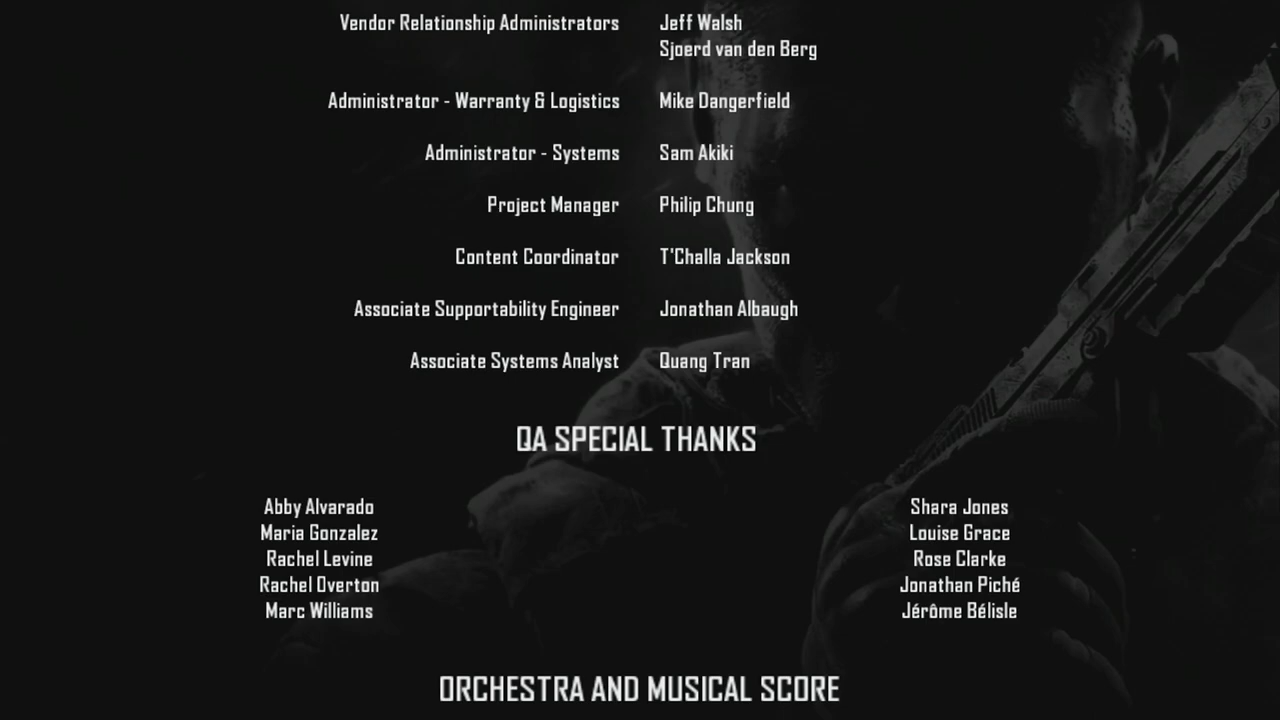 Vendor Relationship Administrators Jeff Walsh
Sjoerd van den Berg
Administrator - Warranty & Logistics Mike Dangerfield
Administrator - Systems Sam Akiki
Project Manager Philip Chung
Content Coordinator T'Challa Jackson
Associate Supportability Engineer Jonathan Albaugh
Associate Systems Analyst Quang Tran
QA SPECIAL THANKS
Abby Alvarado
Maria Gonzalez
Rachel Levine
Rachel Overton
Marc Williams
Shara Jones
Louise Grace
Rose Clarke
Jonathan Piché
Jérôme Bélisle
ORCHESTRA AND MUSICAL SCORE